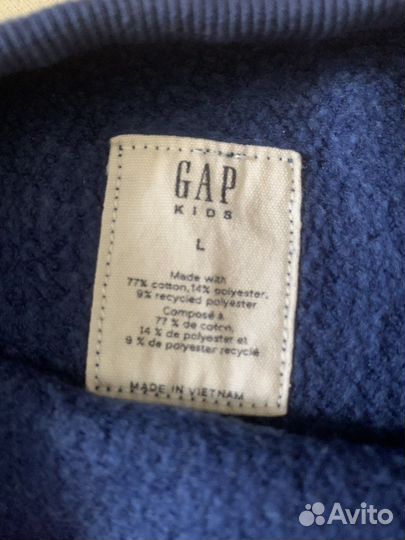 GAP
KIDS
L
Made with
77% cotton, 14% polyester,
9% recycled polyester
Composé à
77 % de coton,
14 % de polyester et
9 % de polyester recyclé
MADE IN VIETNAM
Avito